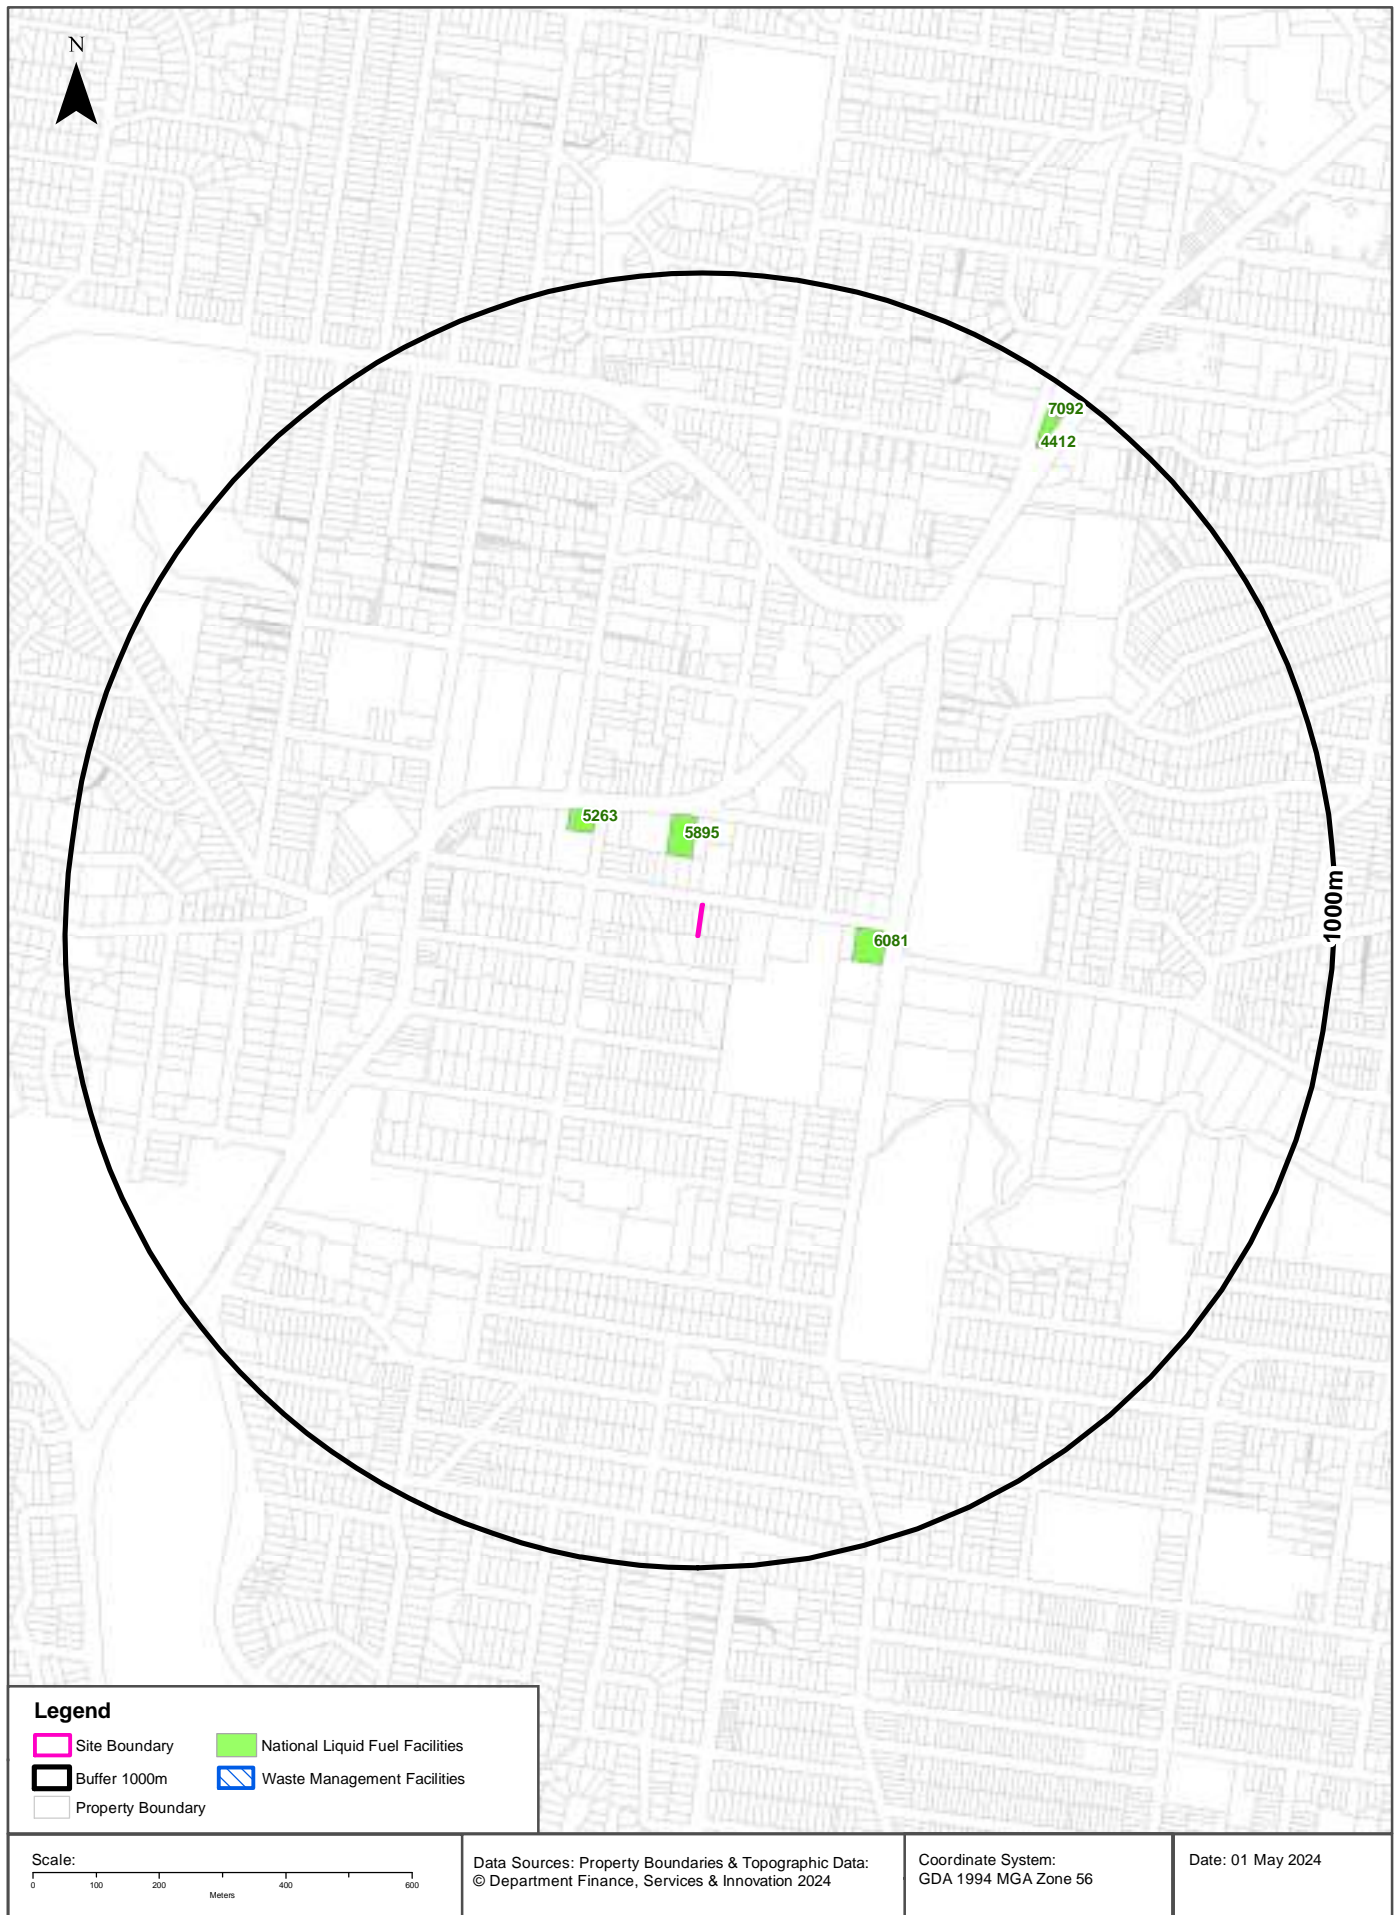 N
7092
4412
5263
5895
6081
1000m
Legend
Site Boundary
National Liquid Fuel Facilities
Buffer 1000m
Waste Management Facilities
Property Boundary
Scale:
0 100 200 400 600
Meters
Data Sources: Property Boundaries & Topographic Data:
© Department Finance, Services & Innovation 2024
Coordinate System:
GDA 1994 MGA Zone 56
Date: 01 May 2024